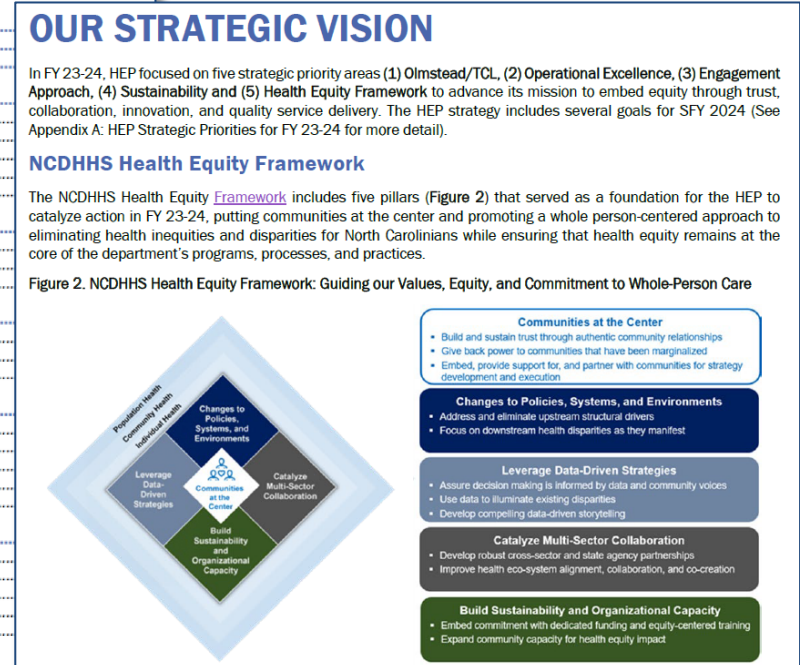 OUR STRATEGIC VISION
In FY 23-24, HEP focused on five strategic priority areas (1) Olmstead/TCL, (2) Operational Excellence, (3) Engagement
Approach, (4) Sustainability and (5) Health Equity Framework to advance its mission to embed equity through trust,
collaboration, innovation, and quality service delivery. The HEP strategy includes several goals for SFY 2024 (See
Appendix A: HEP Strategic Priorities for FY 23-24 for more detail).
NCDHHS Health Equity Framework
The NCDHHS Health Equity Framework includes five pillars (Figure 2) that served as a foundation for the HEP to
catalyze action in FY 23-24, putting communities at the center and promoting a whole person-centered approach to
eliminating health inequities and disparities for North Carolinians while ensuring that health equity remains at the
core of the department's programs, processes, and practices.
Figure 2. NCDHHS Health Equity Framework: Guiding our Values, Equity, and Commitment to Whole-Person Care
Population Health
Community Health
Individual Health
Changes to
Policies,
Systems, and
Environments
Leverage
Data-
Driven
Strategies
Communities
at the
Center
Catalyze
Multi-Sector
Collaboration
Build
Sustainability
and
Organizational
Capacity
Communities at the Center
• Build and sustain trust through authentic community relationships
• Give back power to communities that have been marginalized
• Embed, provide support for, and partner with communities for strategy
development and execution
Changes to Policies, Systems, and Environments
• Address and eliminate upstream structural drivers
• Focus on downstream health disparities as they manifest
Leverage Data-Driven Strategies
• Assure decision making is informed by data and community voices
• Use data to illuminate existing disparities
• Develop compelling data-driven storytelling
Catalyze Multi-Sector Collaboration
• Develop robust cross-sector and state agency partnerships
• Improve health eco-system alignment, collaboration, and co-creation
Build Sustainability and Organizational Capacity
• Embed commitment with dedicated funding and equity-centered training
• Expand community capacity for health equity impact